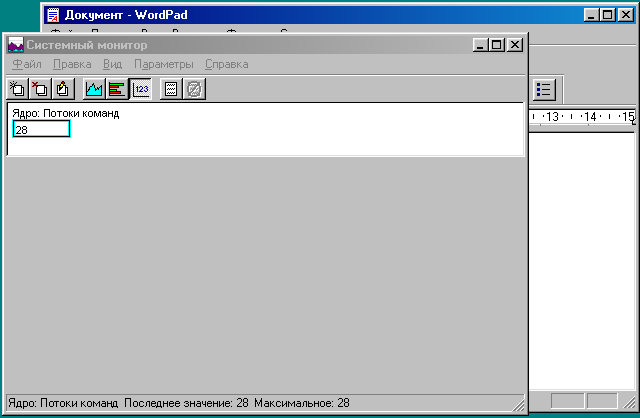 Документ - WordPad
Системный монитор
Файл Правка Вид Параметры Справка
123
Ядро: Потоки команд
28
13 14 15
Ядро: Потоки команд Последнее значение: 28 Максимальное: 28